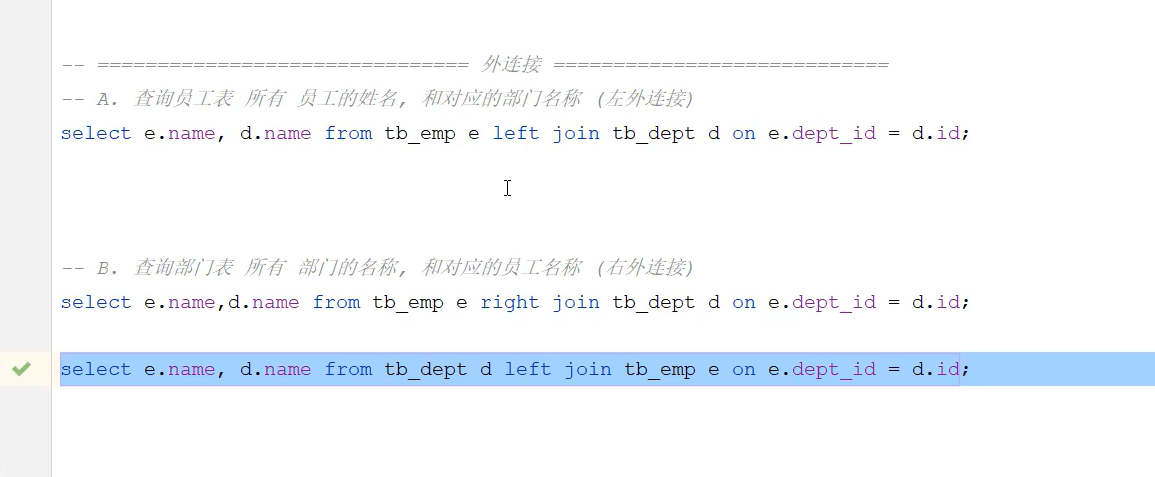 -- =============================== 外连接 ============================
-- A. 查询员工表 所有 员工的姓名, 和对应的部门名称 (左外连接)
select e.name, d.name from tb_emp e left join tb_dept d on e.dept_id = d.id;
-- B. 查询部门表 所有 部门的名称, 和对应的员工名称 (右外连接)
select e.name,d.name from tb_emp e right join tb_dept d on e.dept_id = d.id;
select e.name, d.name from tb_dept d left join tb_emp e on e.dept_id = d.id;